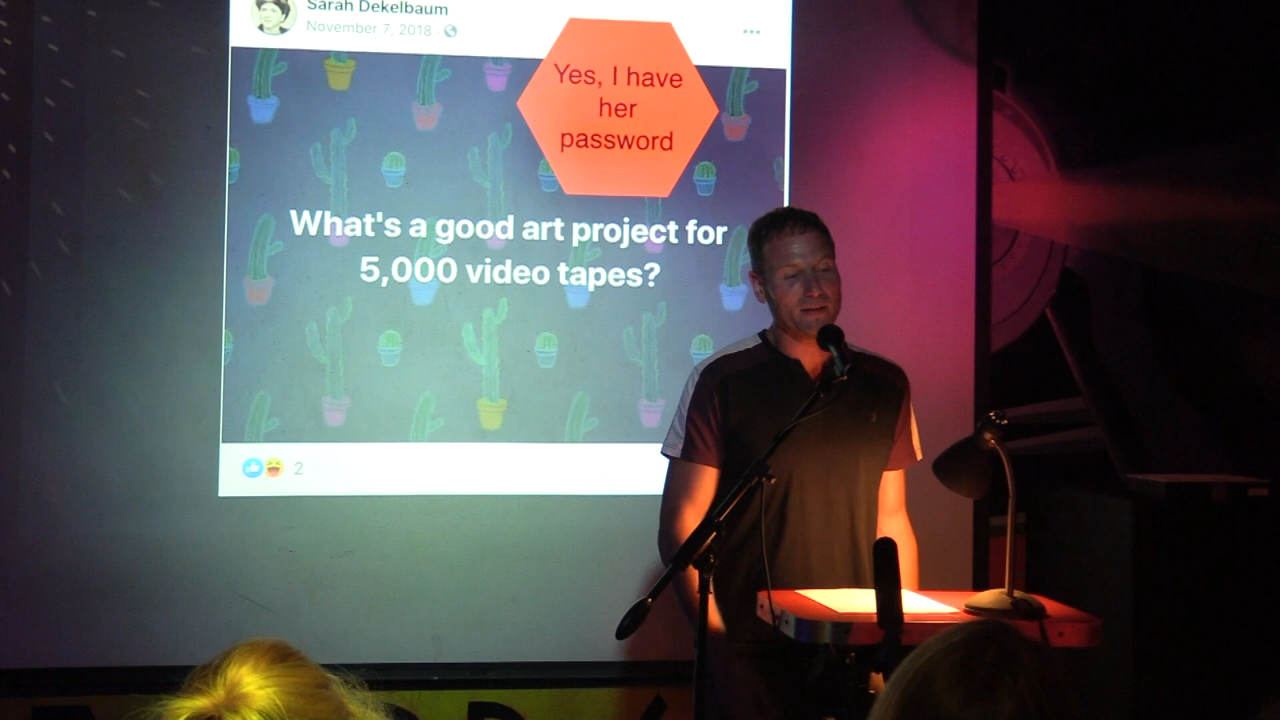 Sarah Dekelbaum
November 7, 2018
Yes, I have
her
password
What's a good art project for
5,000 video tapes?
2